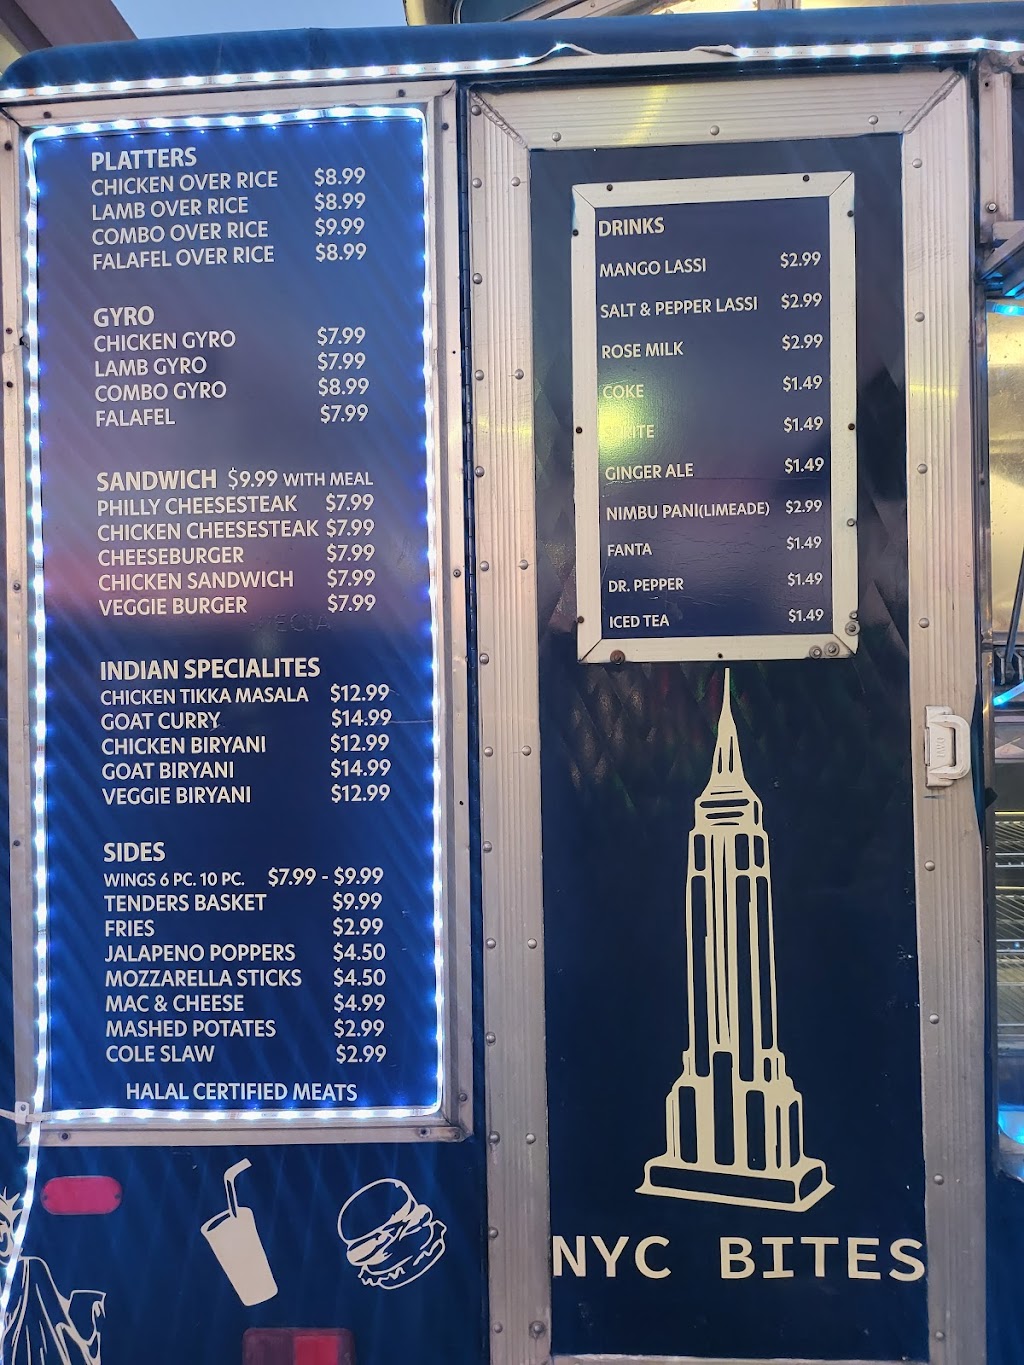 PLATTERS
CHICKEN OVER RICE $8.99
LAMB OVER RICE $8.99
COMBO OVER RICE $9.99
FALAFEL OVER RICE $8.99
GYRO
CHICKEN GYRO $7.99
LAMB GYRO $7.99
COMBO GYRO $8.99
FALAFEL $7.99
SANDWICH $9.99 WITH MEAL
PHILLY CHEESESTEAK $7.99
CHICKEN CHEESESTEAK $7.99
CHEESEBURGER $7.99
CHICKEN SANDWICH $7.99
VEGGIE BURGER $7.99
INDIAN SPECIALITES
CHICKEN TIKKA MASALA $12.99
GOAT CURRY $14.99
CHICKEN BIRYANI $12.99
GOAT BIRYANI $14.99
VEGGIE BIRYANI $12.99
SIDES
WINGS 6 PC. 10 PC. $7.99 - $9.99
TENDERS BASKET $9.99
FRIES $2.99
JALAPENO POPPERS $4.50
MOZZARELLA STICKS $4.50
MAC & CHEESE $4.99
MASHED POTATES $2.99
COLE SLAW $2.99
HALAL CERTIFIED MEATS
DRINKS
MANGO LASSI $2.99
SALT & PEPPER LASSI $2.99
ROSE MILK $2.99
COKE $1.49
SPRITE $1.49
GINGER ALE $1.49
NIMBU PANI(LIMEADE) $2.99
FANTA $1.49
DR. PEPPER $1.49
ICED TEA $1.49
NYC BITES